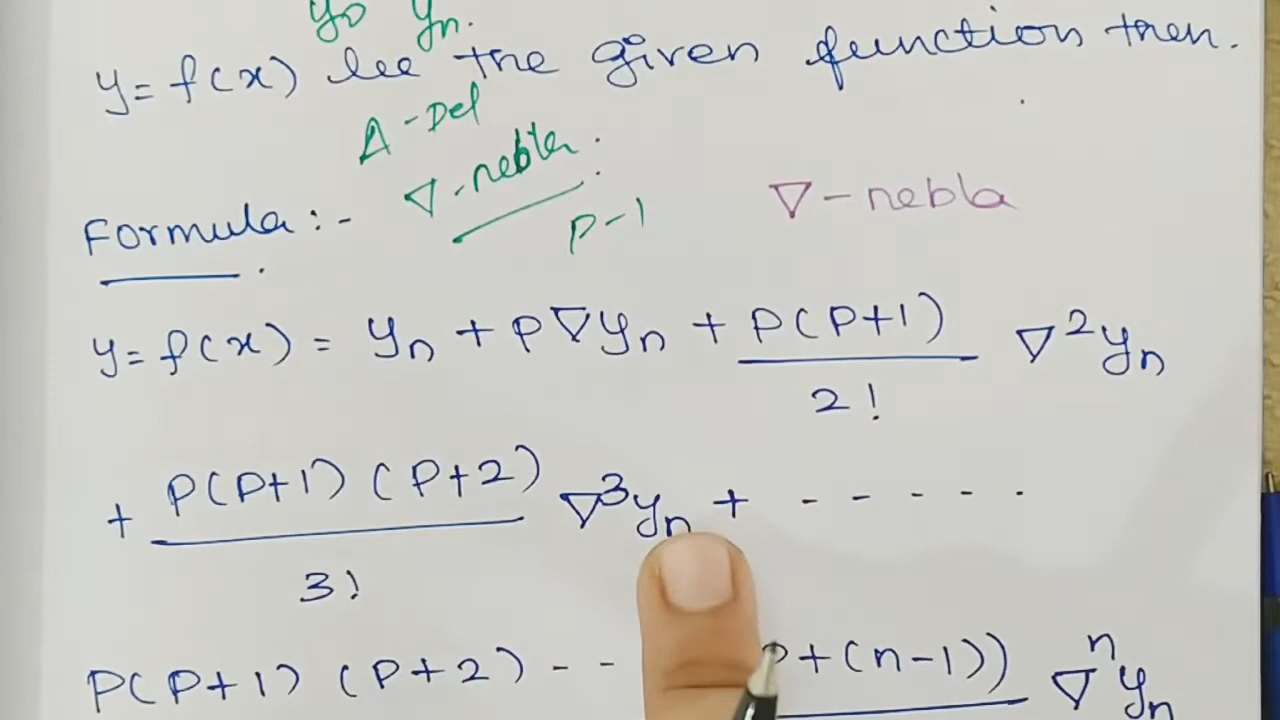 y0 yn.
y = f(x) be the given function then.
Δ - Del
∇ - nebla
P-1
∇ - nebla
Formula :-
y = f(x) = yn + P∇yn + P(P+1)/2! ∇²yn
+ P(P+1) (P+2)/3! ∇³yn + - - - - - .
P(P+1) (P+2) - - P+(n-1)) ∇ⁿyn